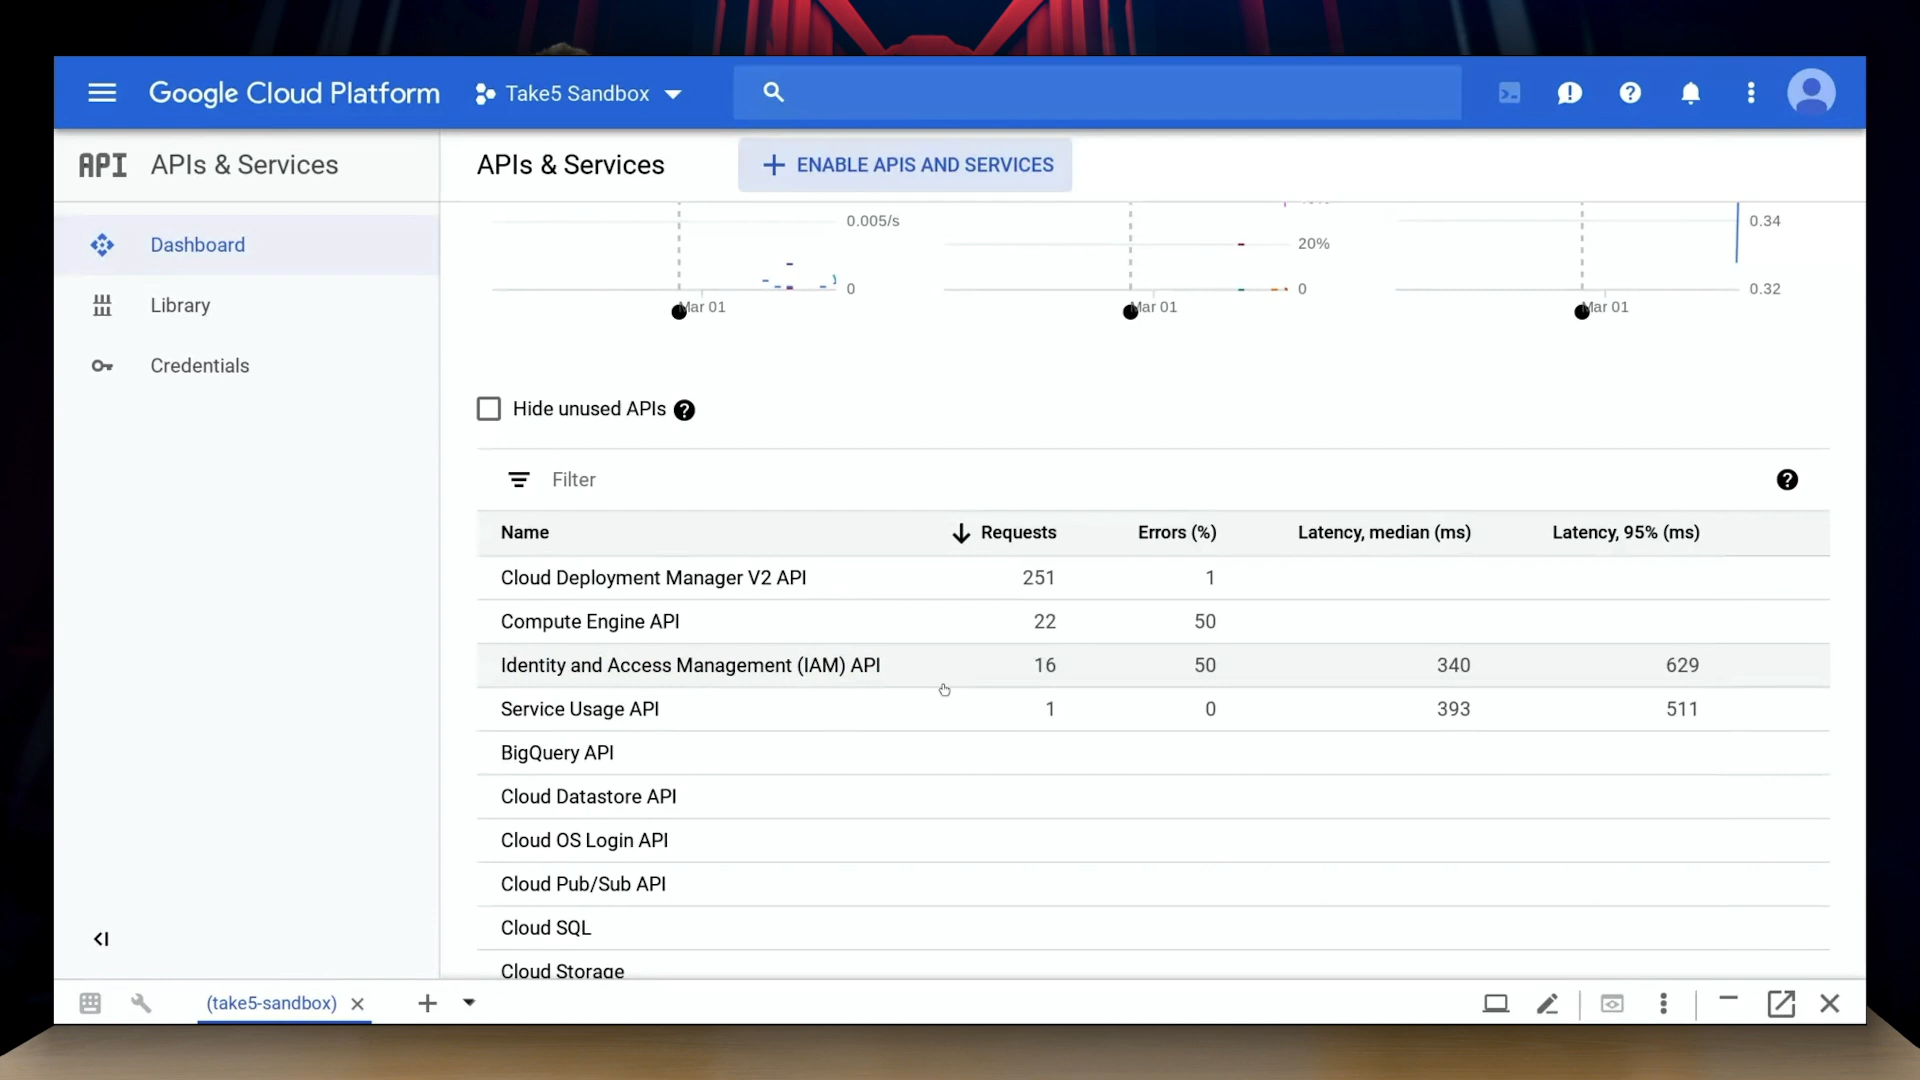 Google Cloud Platform Take5 Sandbox
API APIs & Services
APIs & Services + ENABLE APIS AND SERVICES
Dashboard
Library
Credentials
0.005/s
0
Mar 01
20%
0
Mar 01
0.34
0.32
Mar 01
Hide unused APIs
Filter
Name Requests Errors (%) Latency, median (ms) Latency, 95% (ms)
Cloud Deployment Manager V2 API 251 1
Compute Engine API 22 50
Identity and Access Management (IAM) API 16 50 340 629
Service Usage API 1 0 393 511
BigQuery API
Cloud Datastore API
Cloud OS Login API
Cloud Pub/Sub API
Cloud SQL
Cloud Storage
(take5-sandbox)